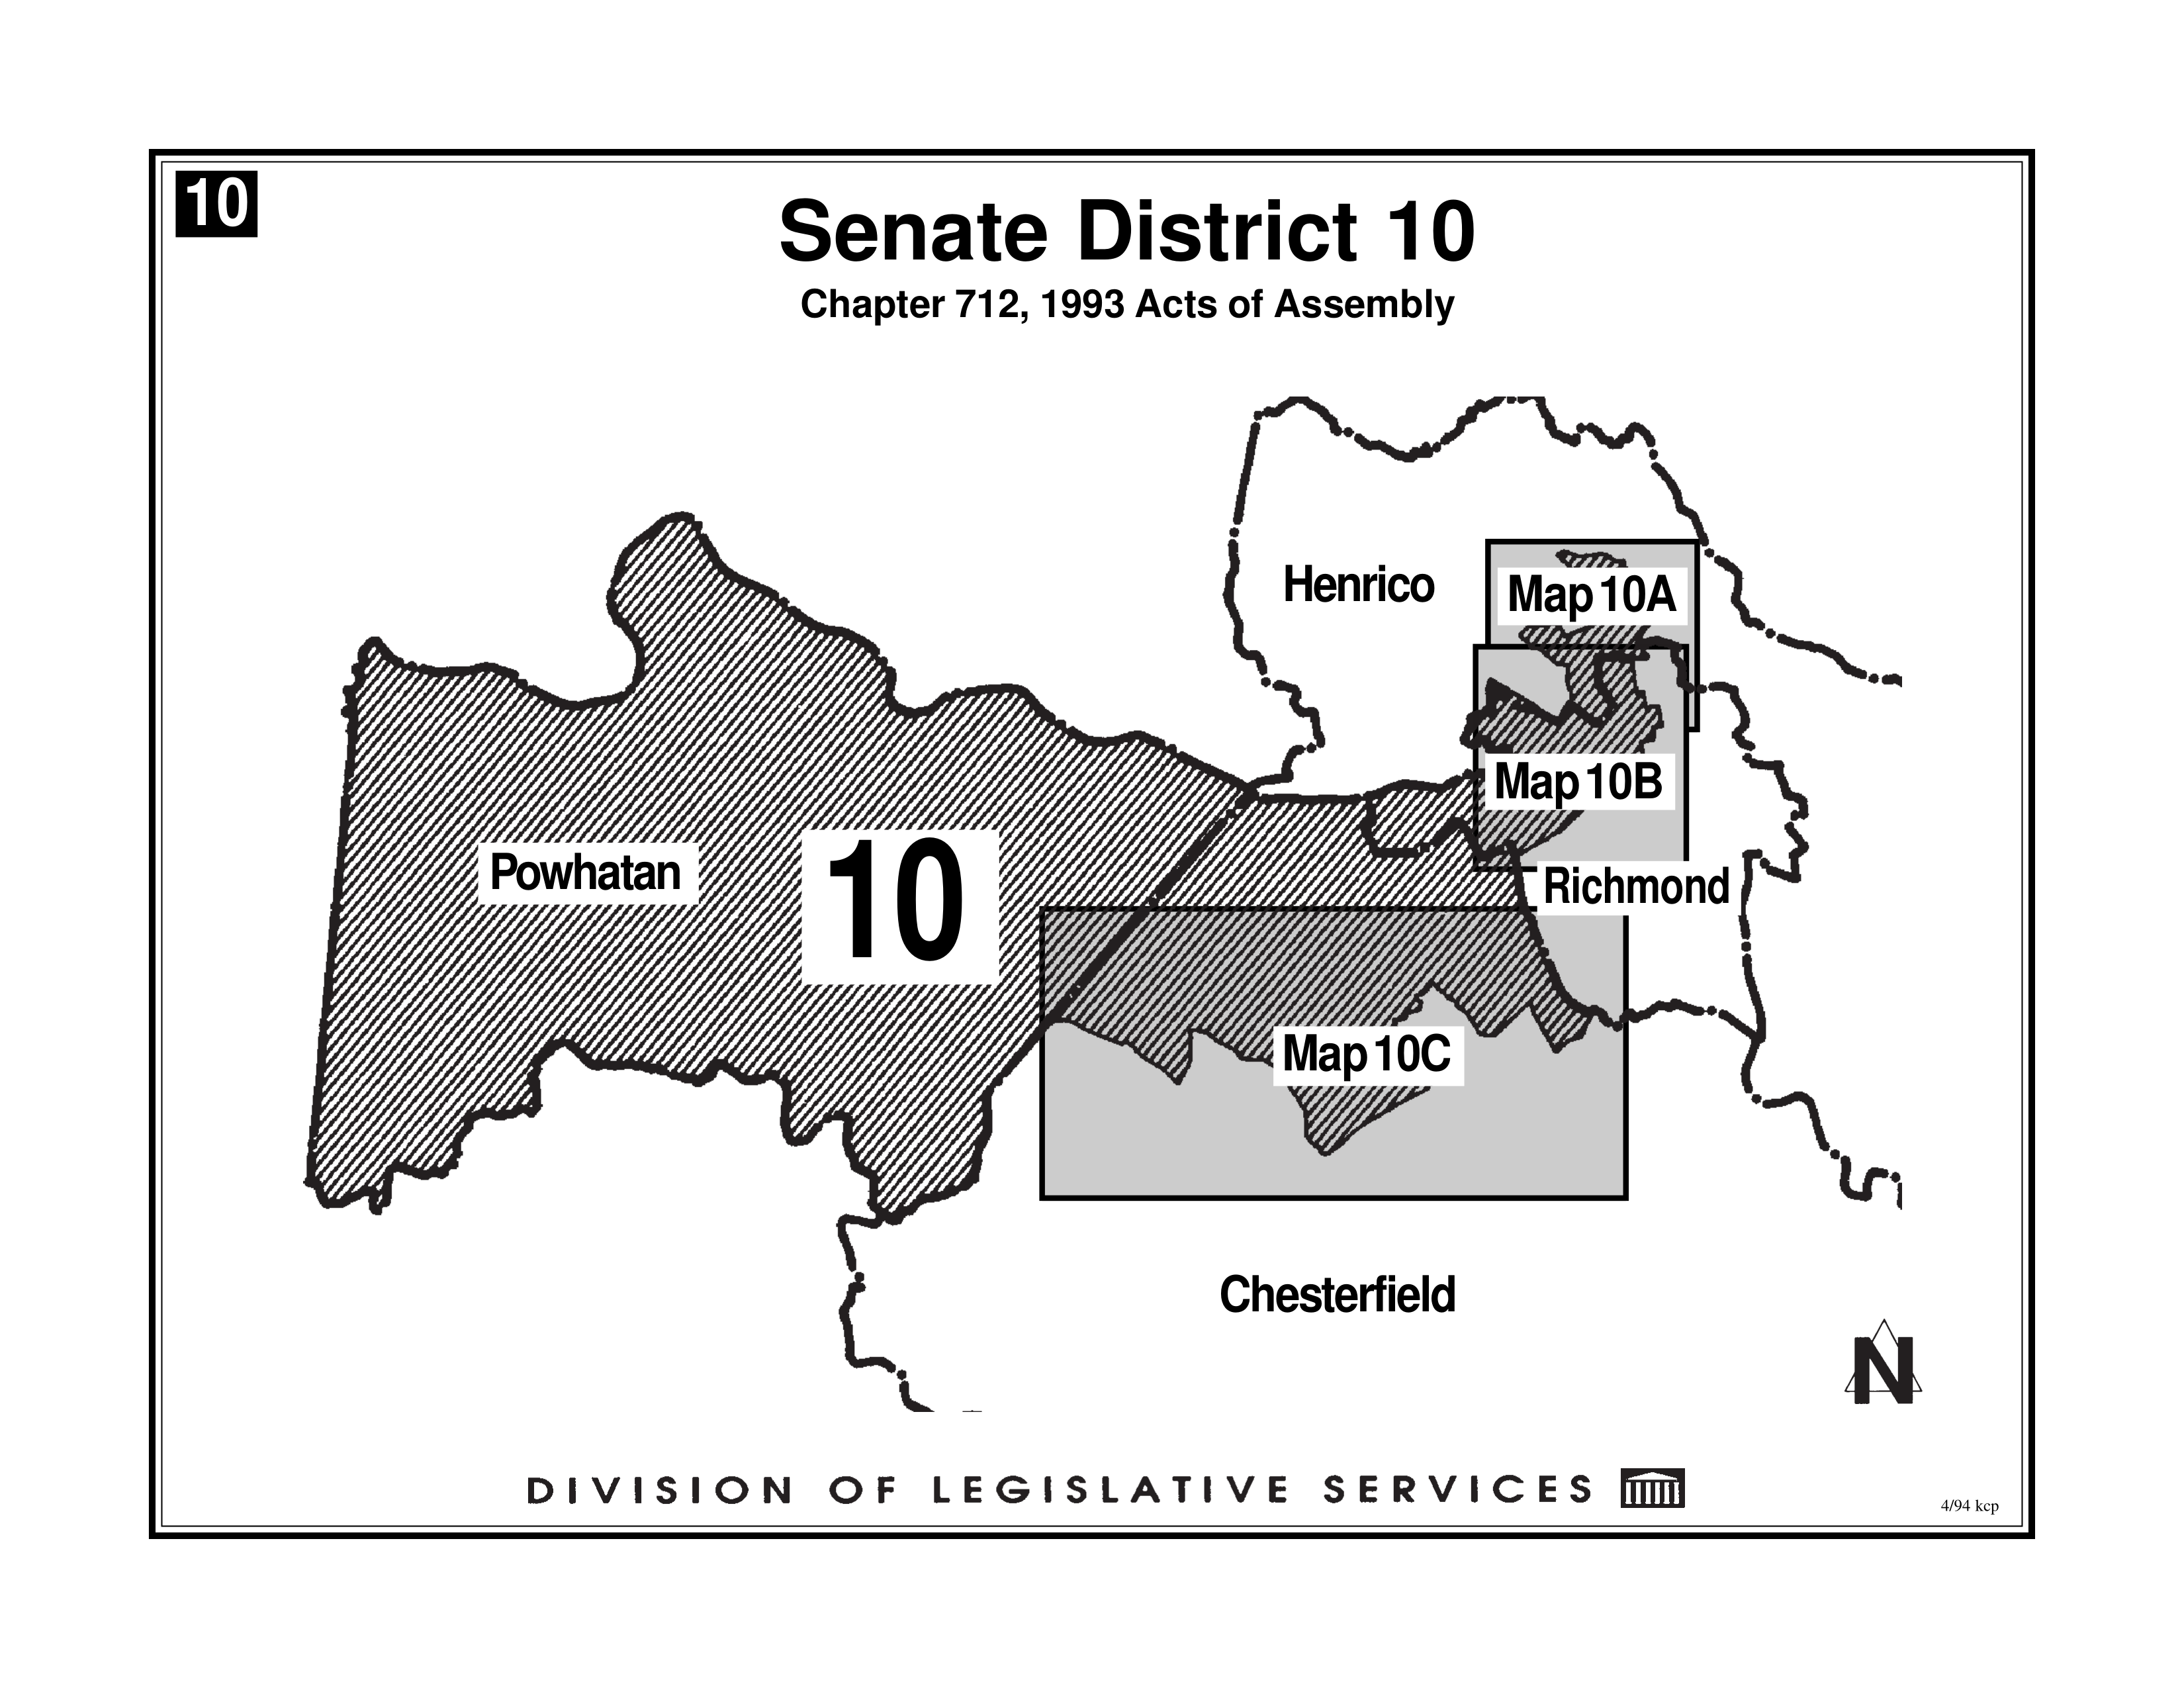 10
Senate District 10
Chapter 712, 1993 Acts of Assembly
Henrico
Map 10A
Map 10B
Powhatan
10
Richmond
Map 10C
Chesterfield
N
DIVISION OF LEGISLATIVE SERVICES
4/94 kcp